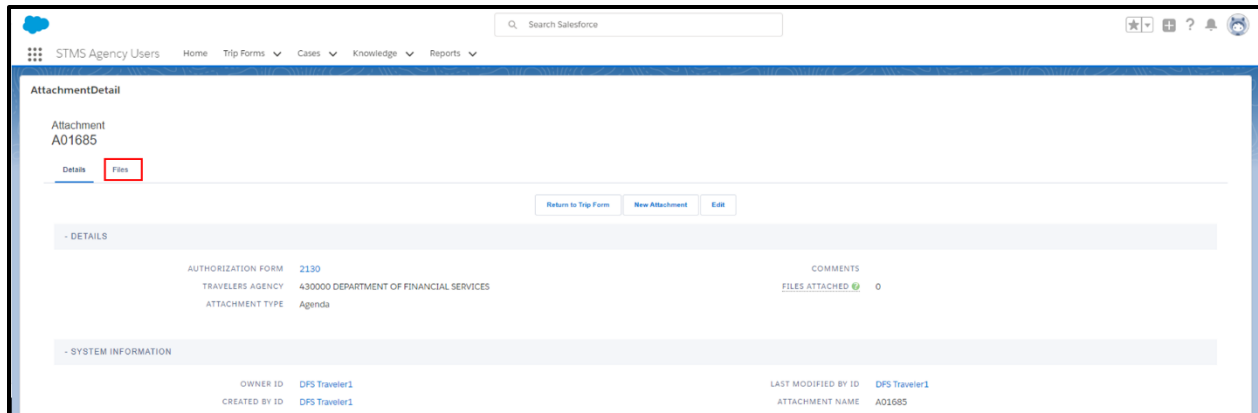 Search Salesforce
STMS Agency Users Home Trip Forms Cases Knowledge Reports
AttachmentDetail
Attachment
A01685
Details Files
Return to Trip Form New Attachment Edit
- DETAILS
AUTHORIZATION FORM 2130 COMMENTS
TRAVELERS AGENCY 430000 DEPARTMENT OF FINANCIAL SERVICES FILES ATTACHED ? 0
ATTACHMENT TYPE Agenda
- SYSTEM INFORMATION
OWNER ID DFS Traveler1 LAST MODIFIED BY ID DFS Traveler1
CREATED BY ID DFS Traveler1 ATTACHMENT NAME A01685